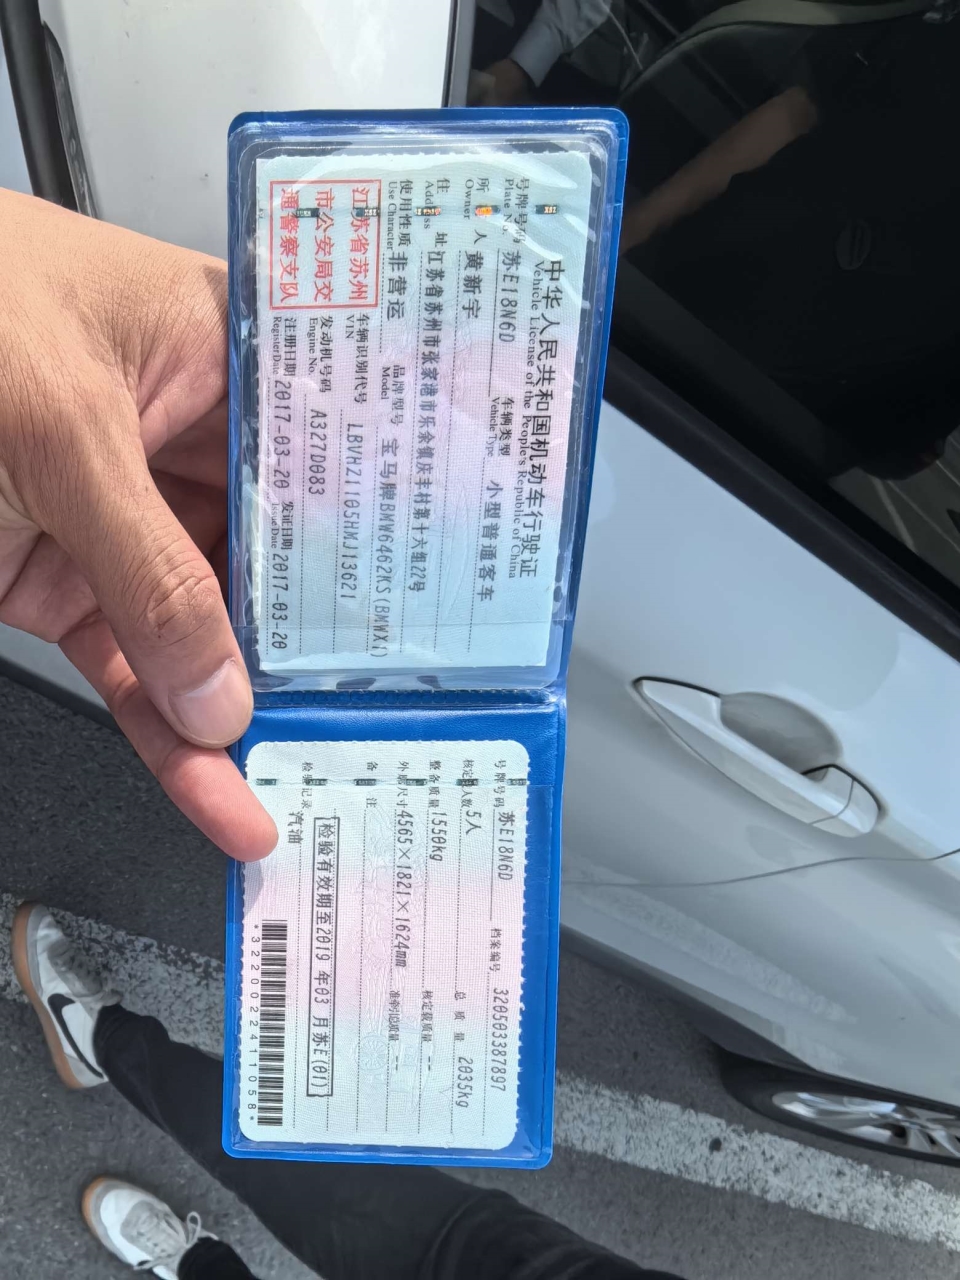 中华人民共和国机动车行驶证
Vehicle License of the People's Republic of China
号牌号码 苏E18N6D 车辆类型 小型普通客车
Plate No. Vehicle Type
所有人 黄新宇
Owner
住址 江苏省苏州市张家港市乐余镇庆丰村第十六组22号
Address
使用性质 非营运 品牌型号 宝马牌BMW6462KS(BMWX1)
Use Character Model
江苏省苏州
市公安局交
通警察支队
车辆识别代号 LBVHZ1105HMJ13621
VIN
发动机号码 A327D083
Engine No.
注册日期 2017-03-20 发证日期 2017-03-20
Register Date Issue Date
号牌号码 苏E18N6D 档案编号 320503387897
核定载人数 5人 总质量 2035kg
整备质量 1550kg 核定载质量 --
外廓尺寸 4565×1821×1624mm 准牵引总质量 --
备注
检验有效期至2019年03月苏E(01)
检验记录 汽油
*3220022411058*